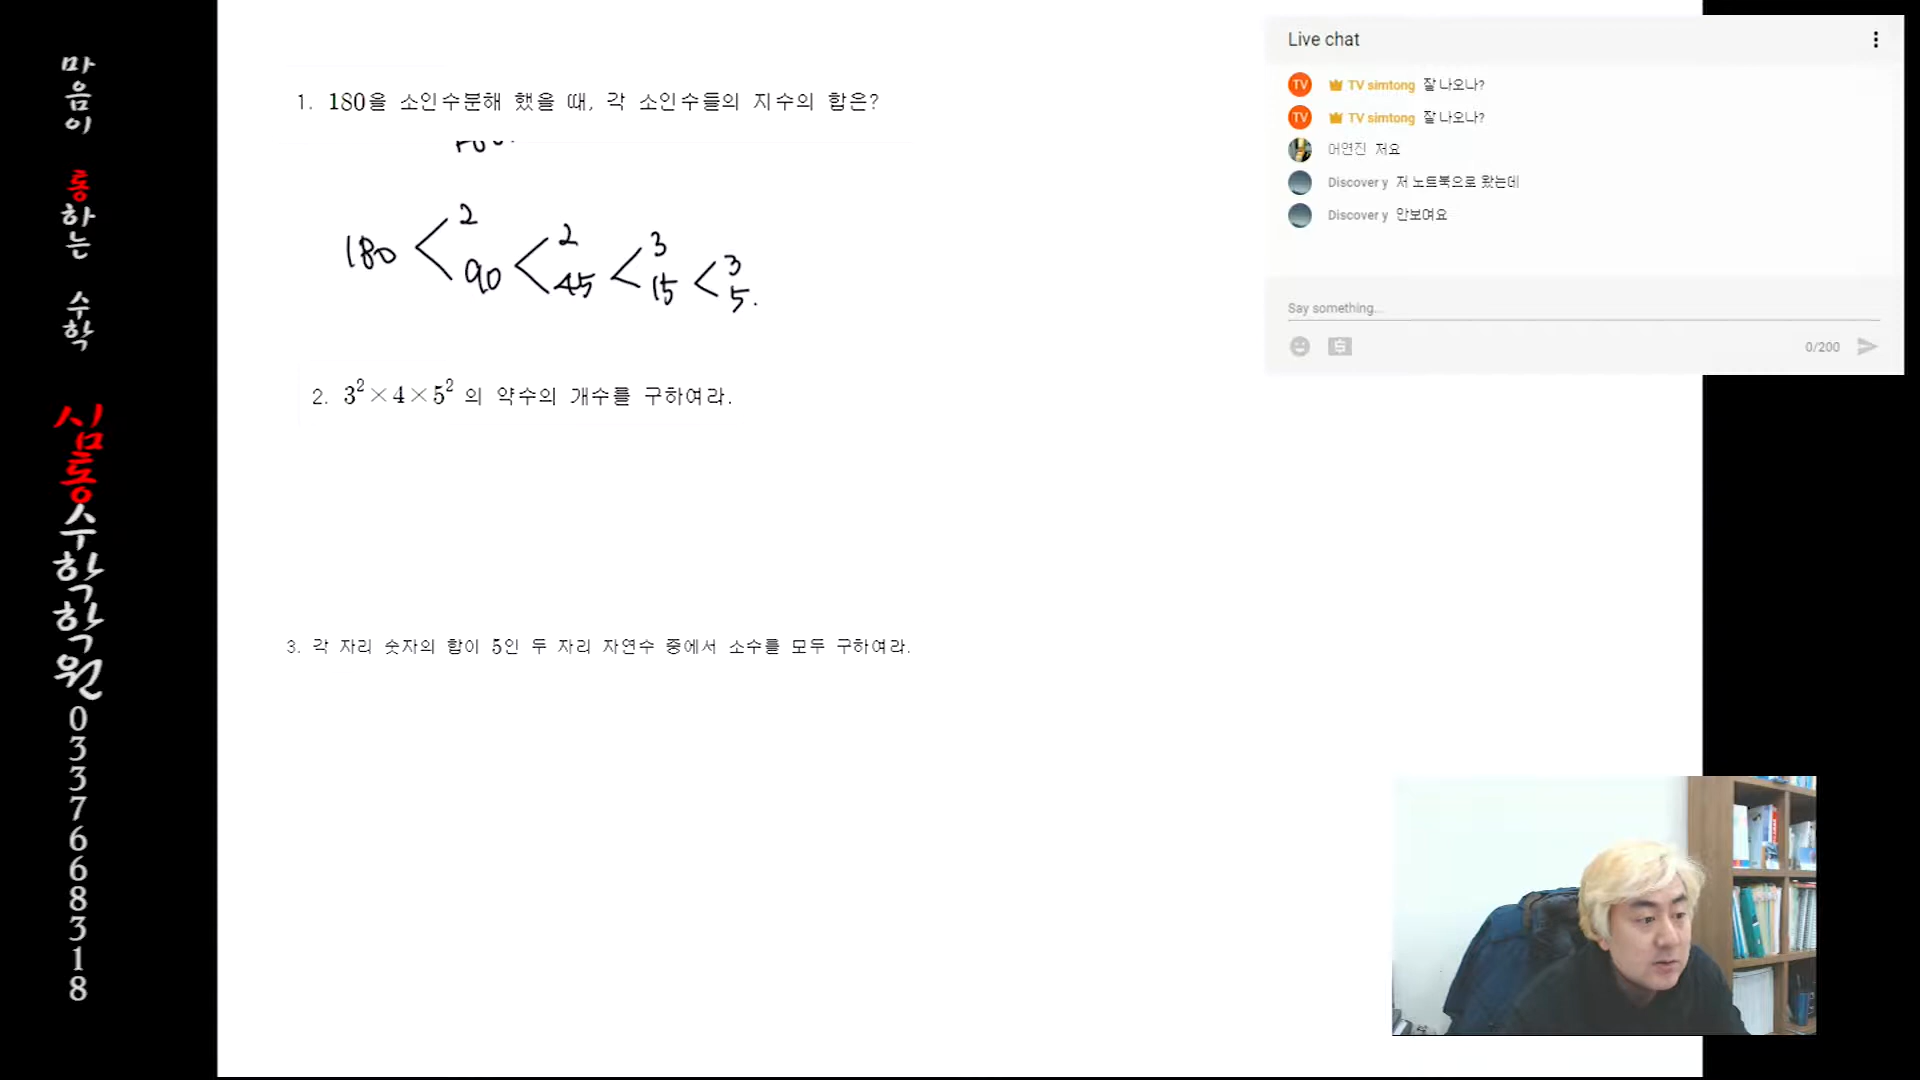 마음이 통하는 수학
심통수학학원
0337668318
1. 180을 소인수분해 했을 때, 각 소인수들의 지수의 합은?
180 < 2 90 < 2 45 < 3 15 < 3 5.
2. 3² × 4 × 5² 의 약수의 개수를 구하여라.
3. 각 자리 숫자의 합이 5인 두 자리 자연수 중에서 소수를 모두 구하여라.
Live chat
TV simtong 잘 나오나?
TV simtong 잘 나오나?
어연진 저요
Discover y 저 노트북으로 왔는데
Discover y 안보여요
Say something...
0/200